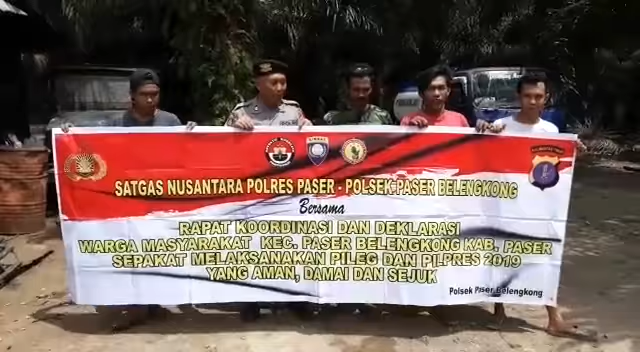 SATGAS NUSANTARA POLRES PASER - POLSEK PASER BELENGKONG
Bersama
RAPAT KOORDINASI DAN DEKLARASI
WARGA MASYARAKAT KEC. PASER BELENGKONG KAB. PASER
SEPAKAT MELAKSANAKAN PILEG DAN PILPRES 2019
YANG AMAN, DAMAI DAN SEJUK
POLSEK Paser Belengkong